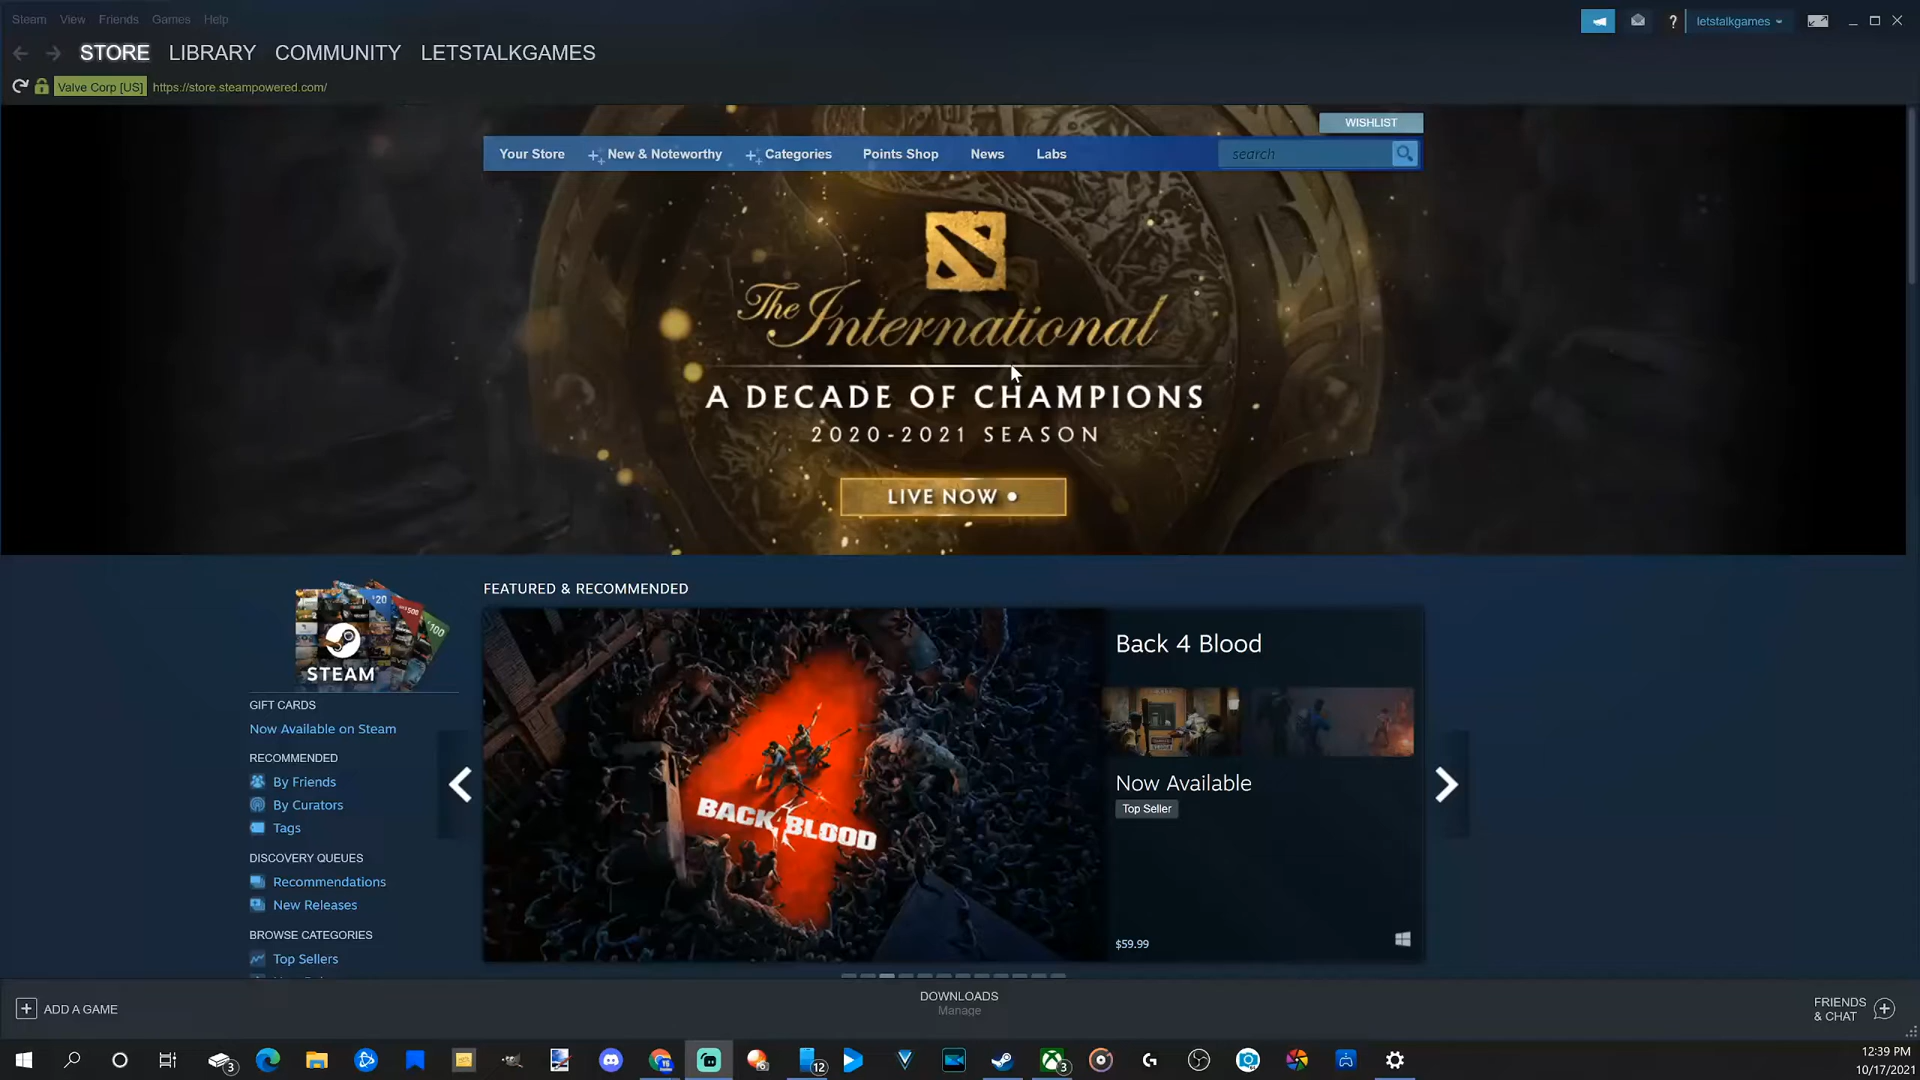 Steam View Friends Games Help
letstalkgames
STORE LIBRARY COMMUNITY LETSTALKGAMES
Valve Corp [US] https://store.steampowered.com/
WISHLIST
Your Store New & Noteworthy Categories Points Shop News Labs search
The International
A DECADE OF CHAMPIONS
2020-2021 SEASON
LIVE NOW
STEAM
GIFT CARDS
Now Available on Steam
RECOMMENDED
By Friends
By Curators
Tags
DISCOVERY QUEUES
Recommendations
New Releases
BROWSE CATEGORIES
Top Sellers
FEATURED & RECOMMENDED
BACK 4 BLOOD
Back 4 Blood
Now Available
Top Seller
$59.99
ADD A GAME
DOWNLOADS
Manage
FRIENDS
& CHAT
3
12
3
12:39 PM
10/17/2021